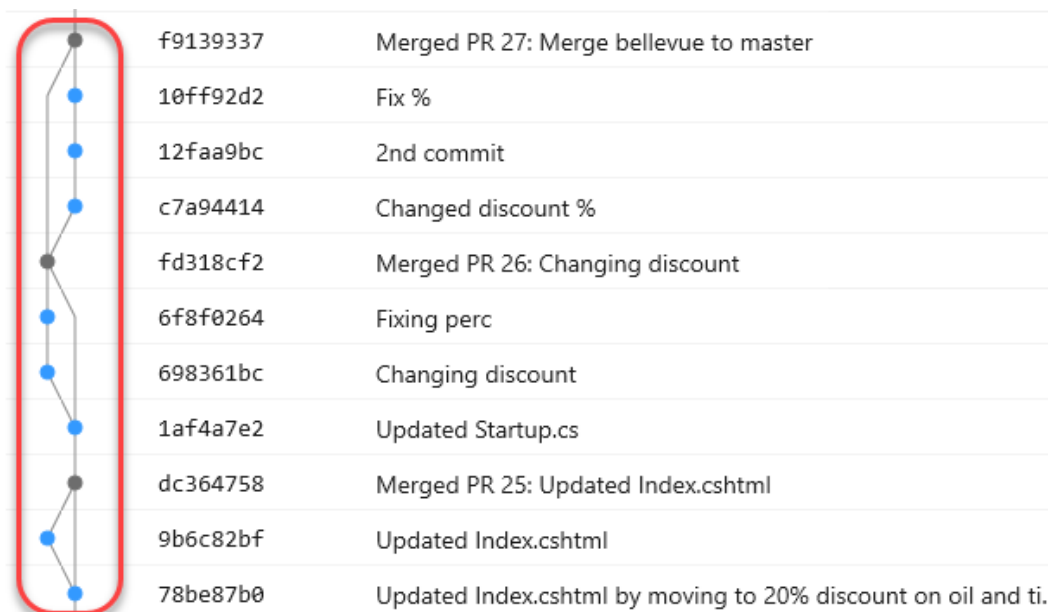 f9139337 Merged PR 27: Merge bellevue to master
10ff92d2 Fix %
12faa9bc 2nd commit
c7a94414 Changed discount %
fd318cf2 Merged PR 26: Changing discount
6f8f0264 Fixing perc
698361bc Changing discount
1af4a7e2 Updated Startup.cs
dc364758 Merged PR 25: Updated Index.cshtml
9b6c82bf Updated Index.cshtml
78be87b0 Updated Index.cshtml by moving to 20% discount on oil and ti.